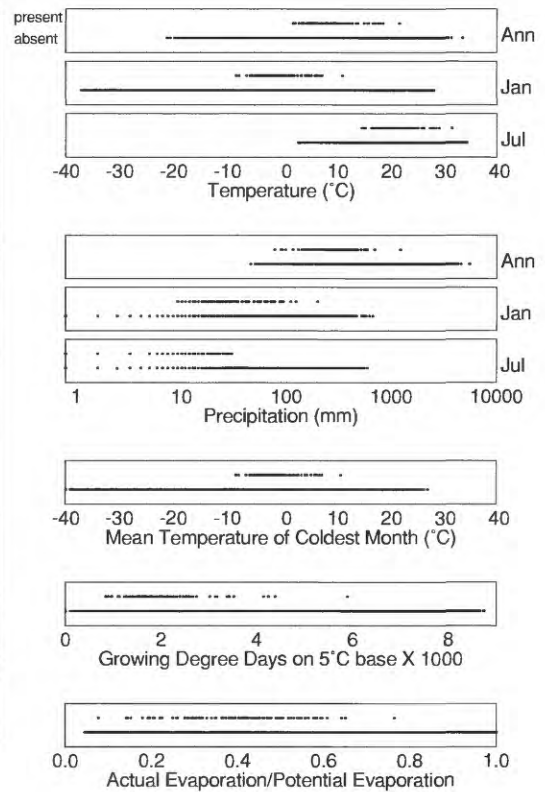 present
absent
Ann
Jan
Jul
-40 -30 -20 -10 0 10 20 30 40
Temperature (˚C)
Ann
Jan
Jul
1 10 100 1000 10000
Precipitation (mm)
-40 -30 -20 -10 0 10 20 30 40
Mean Temperature of Coldest Month (˚C)
0 2 4 6 8
Growing Degree Days on 5˚C base X 1000
0.0 0.2 0.4 0.6 0.8 1.0
Actual Evaporation/Potential Evaporation